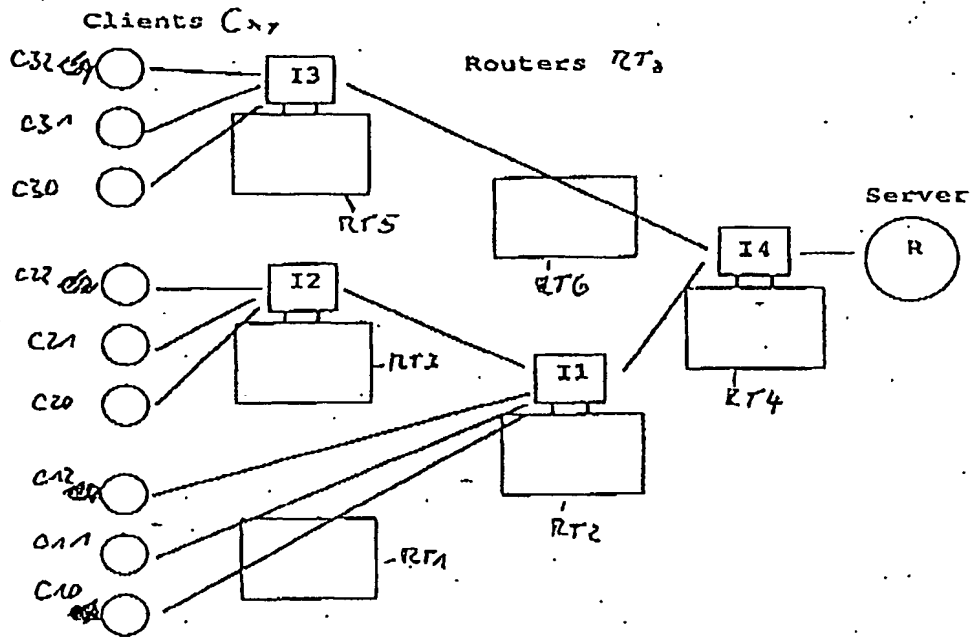 Clients Cxy
C32
I3
Routers RTz
C31
C30
RT5
Server
R
I4
C22
I2
RT6
C21
RT3
I1
C20
RT4
C12
RT2
C11
RT1
C10